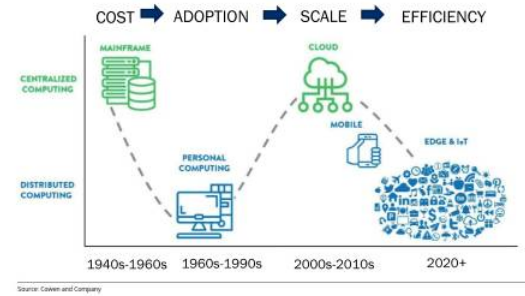 COST ADOPTION SCALE EFFICIENCY
MAINFRAME
CLOUD
CENTRALIZED
COMPUTING
MOBILE
EDGE & IoT
PERSONAL
COMPUTING
DISTRIBUTED
COMPUTING
1940s-1960s 1960s-1990s 2000s-2010s 2020+
Source: Cowen and Company